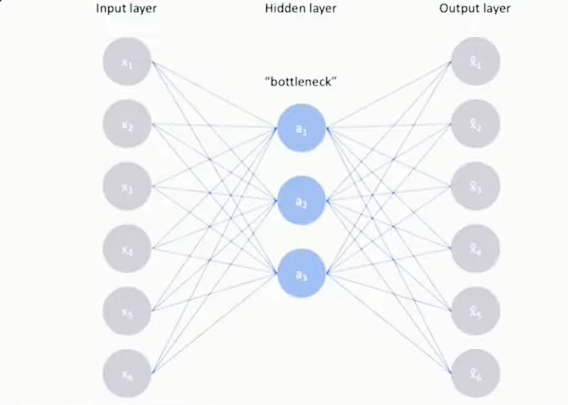 Input layer
Hidden layer
Output layer
"bottleneck"
x₁
x₂
x₃
x₄
x₅
x₆
a₁
a₂
a₃
x̂₁
x̂₂
x̂₃
x̂₄
x̂₅
x̂₆